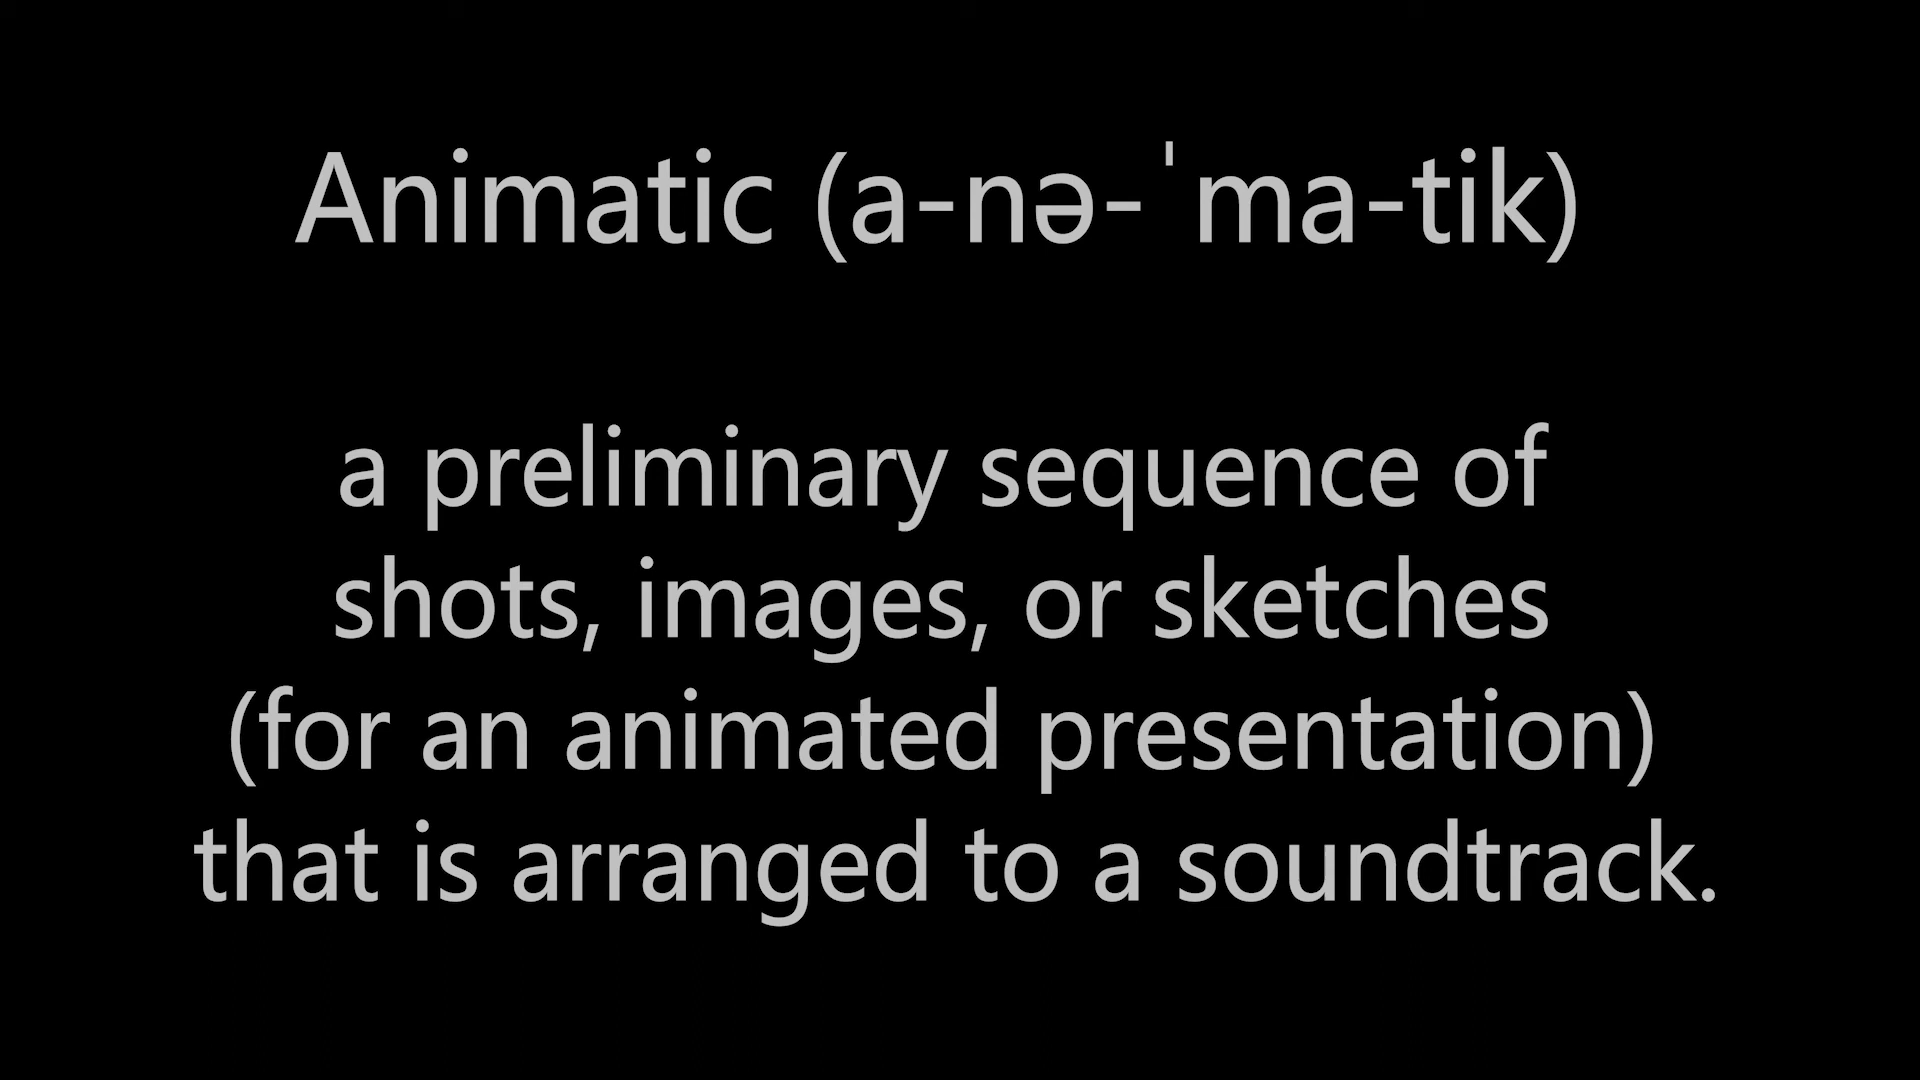 Animatic (a-nə-ˈma-tik)
a preliminary sequence of
shots, images, or sketches
(for an animated presentation)
that is arranged to a soundtrack.